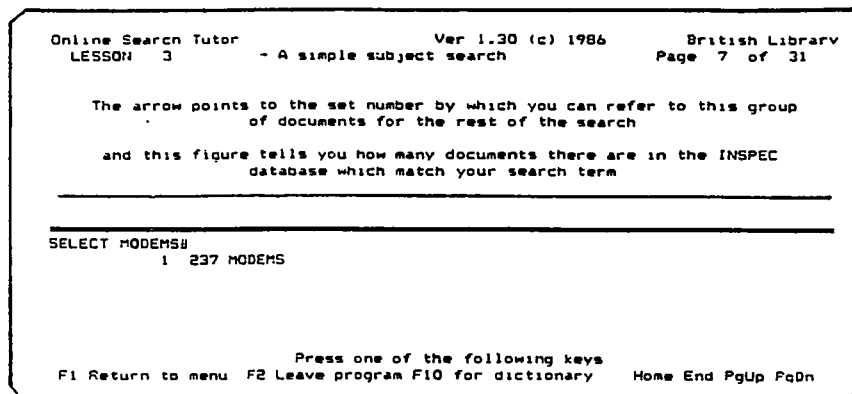 Online Search Tutor Ver 1.30 (c) 1986 British Library
LESSON 3 - A simple subject search Page 7 of 31
The arrow points to the set number by which you can refer to this group
of documents for the rest of the search
and this figure tells you how many documents there are in the INSPEC
database which match your search term
SELECT MODEMS#
1 237 MODEMS
Press one of the following keys
F1 Return to menu F2 Leave program F10 for dictionary Home End PgUp PgDn